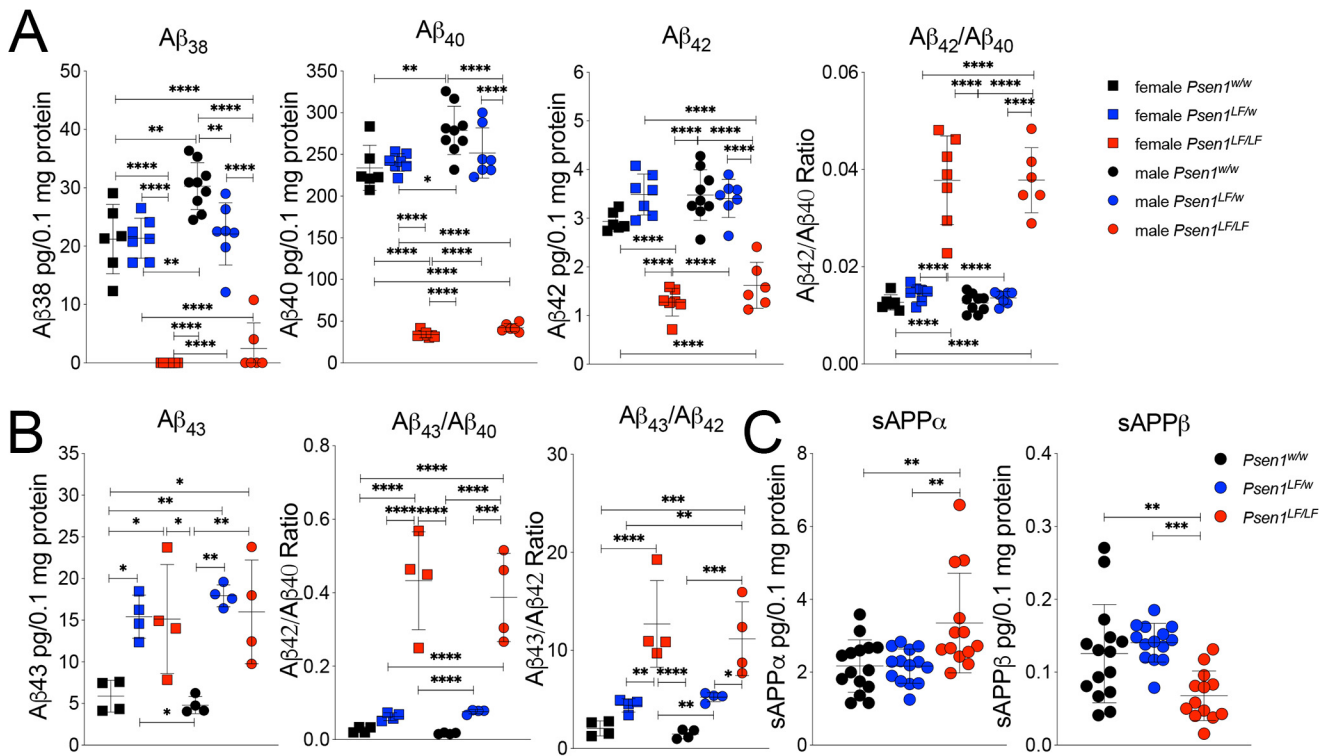 A
Aβ38
Aβ38 pg/0.1 mg protein
50
40
30
20
10
0
**** 
****
** **
****
**** ****
**
****
****
****
Aβ40
Aβ40 pg/0.1 mg protein
350
300
250
200
150
100
50
0
** ****
****
*
****
****
**** ****
****
****
Aβ42
Aβ42 pg/0.1 mg protein
6
5
4
3
2
1
0
****
**** ****
****
****
**** ****
****
Aβ42/Aβ40
Aβ42/Aβ40 Ratio
0.06
0.04
0.02
0.00
****
**** ****
****
**** ****
****
****
female Psen1w/w
female Psen1LF/w
female Psen1LF/LF
male Psen1w/w
male Psen1LF/w
male Psen1LF/LF
B
Aβ43
Aβ43 pg/0.1 mg protein
35
30
25
20
15
10
5
0
*
**
* * **
* **
*
Aβ43/Aβ40
Aβ42/Aβ40 Ratio
0.8
0.6
0.4
0.2
0.0
****
**** ****
**** **** ***
****
****
Aβ43/Aβ42
Aβ43/Aβ42 Ratio
30
20
10
0
***
**
****
***
** **** *
**
C
sAPPα
sAPPα pg/0.1 mg protein
8
6
4
2
0
**
**
sAPPβ
sAPPβ pg/0.1 mg protein
0.4
0.3
0.2
0.1
0.0
**
***
Psen1w/w
Psen1LF/w
Psen1LF/LF